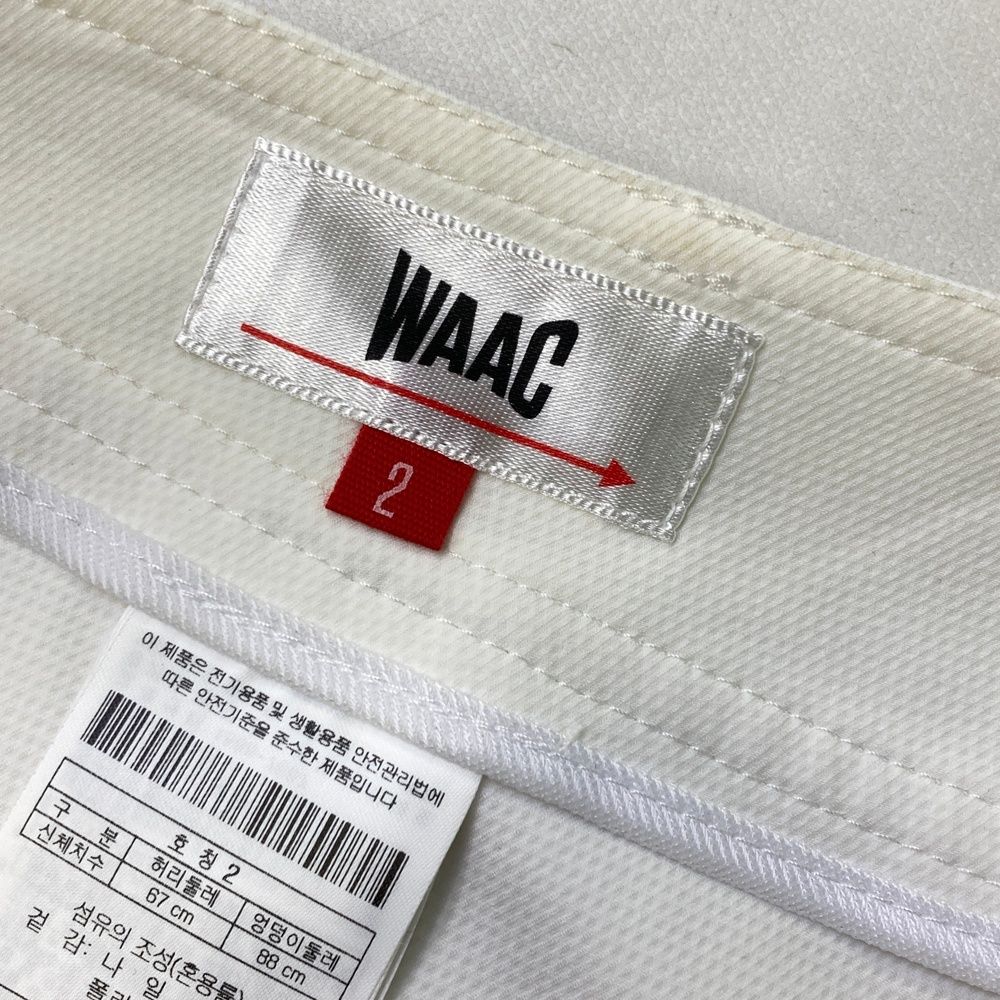 WAAC
2
이 제품은 전기용품 및 생활용품 안전관리법에
따른 안전기준을 준수한 제품입니다
구 분 호 칭 2
신체치수 허리둘레 엉덩이둘레
67 cm 88 cm
섬유의 조성(혼용률)
겉 감: 나 일
폴리